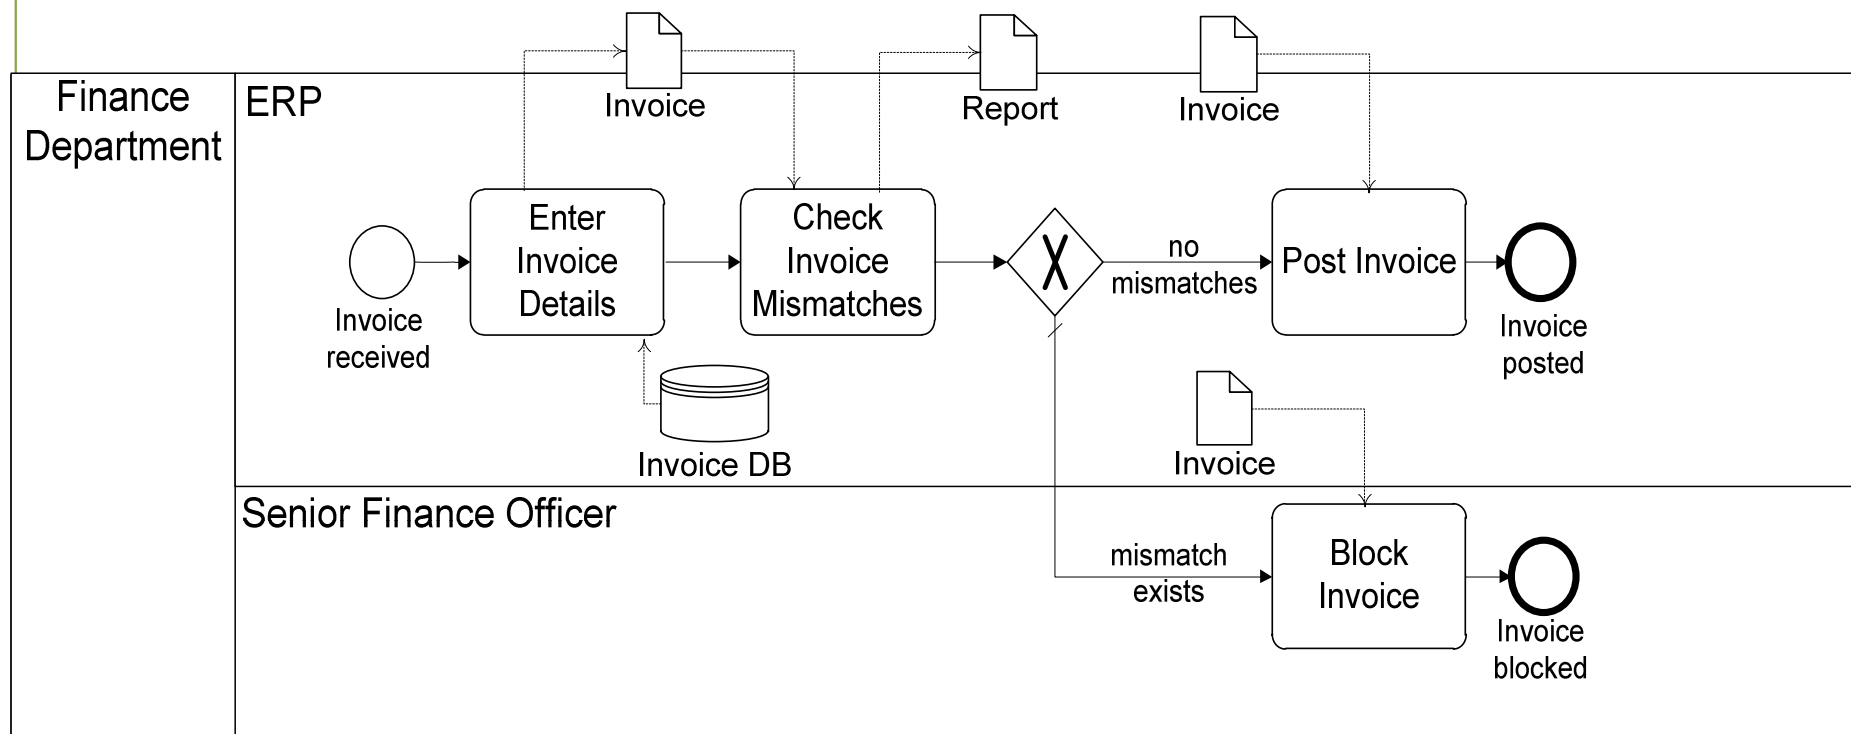 Finance
Department
ERP
Invoice
Report
Invoice
Enter
Invoice
Details
Check
Invoice
Mismatches
X
no
mismatches
Post Invoice
Invoice
received
Invoice
posted
Invoice DB
Invoice
Senior Finance Officer
mismatch
exists
Block
Invoice
Invoice
blocked